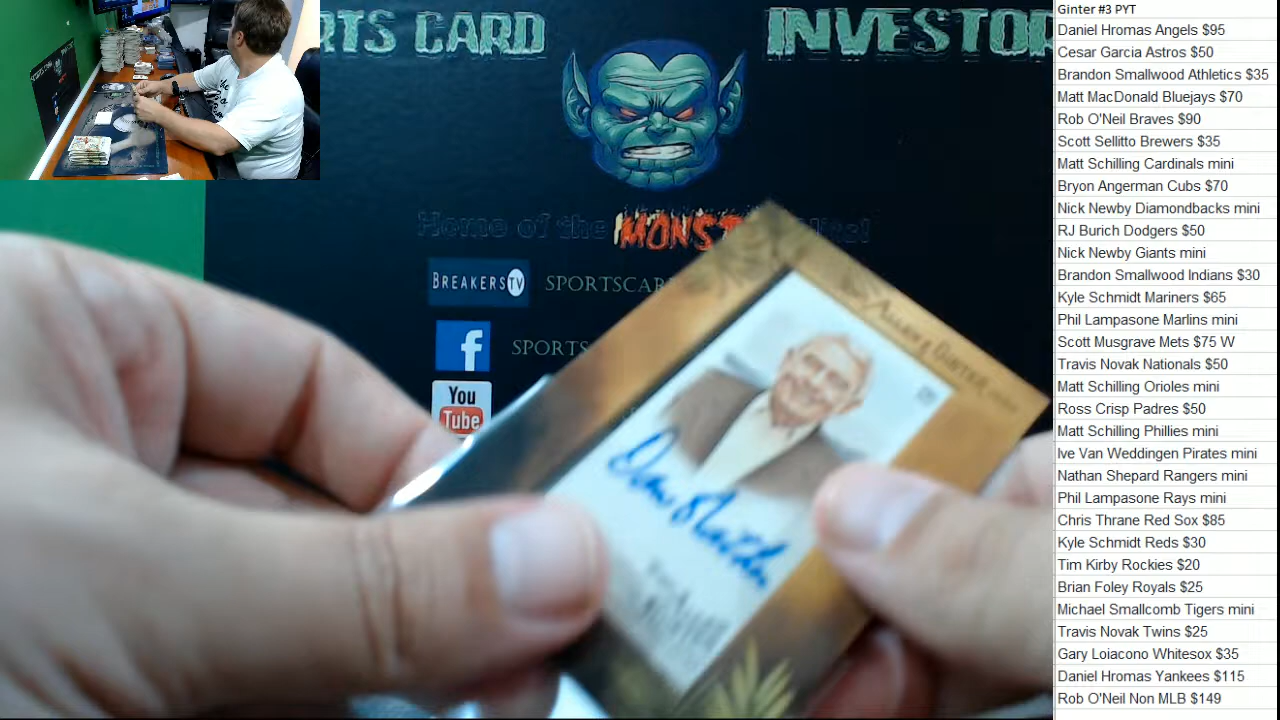 RTS CARD INVESTOR
Home of the MONST
BREAKERSTV SPORTSCAR
f SPORTS
You
Tube
ALLEN & GINTER
Ginter #3 PYT
Daniel Hromas Angels $95
Cesar Garcia Astros $50
Brandon Smallwood Athletics $35
Matt MacDonald Bluejays $70
Rob O'Neil Braves $90
Scott Sellitto Brewers $35
Matt Schilling Cardinals mini
Bryon Angerman Cubs $70
Nick Newby Diamondbacks mini
RJ Burich Dodgers $50
Nick Newby Giants mini
Brandon Smallwood Indians $30
Kyle Schmidt Mariners $65
Phil Lampasone Marlins mini
Scott Musgrave Mets $75 W
Travis Novak Nationals $50
Matt Schilling Orioles mini
Ross Crisp Padres $50
Matt Schilling Phillies mini
Ive Van Weddingen Pirates mini
Nathan Shepard Rangers mini
Phil Lampasone Rays mini
Chris Thrane Red Sox $85
Kyle Schmidt Reds $30
Tim Kirby Rockies $20
Brian Foley Royals $25
Michael Smallcomb Tigers mini
Travis Novak Twins $25
Gary Loiacono Whitesox $35
Daniel Hromas Yankees $115
Rob O'Neil Non MLB $149